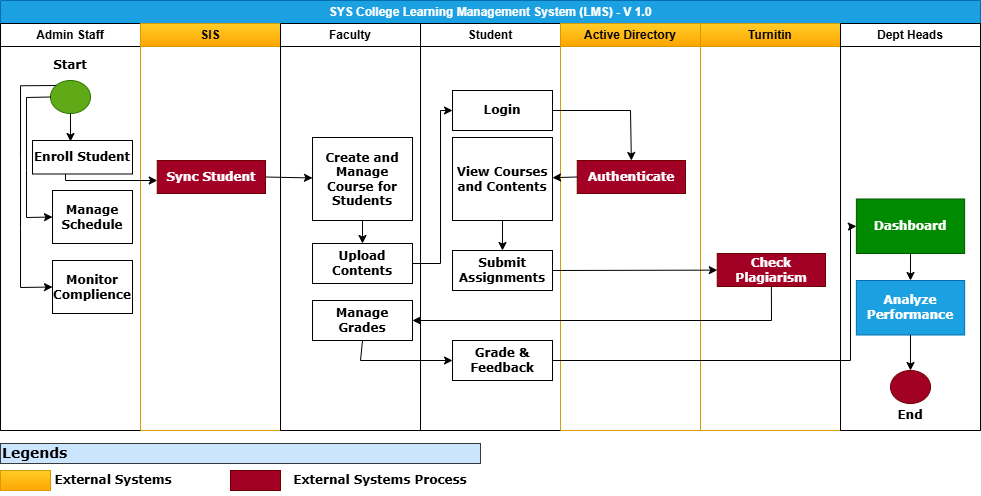 SYS College Learning Management System (LMS) - V 1.0
Admin Staff
SIS
Faculty
Student
Active Directory
Turnitin
Dept Heads
Start
Enroll Student
Manage
Schedule
Monitor
Complience
Sync Student
Create and
Manage
Course for
Students
Upload
Contents
Manage
Grades
Login
View Courses
and Contents
Submit
Assignments
Grade &
Feedback
Authenticate
Check
Plagiarism
Dashboard
Analyze
Performance
End
Legends
External Systems
External Systems Process